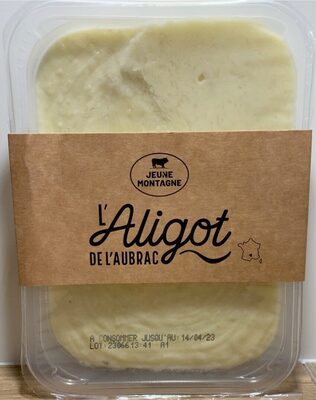 JEUNE
MONTAGNE
L'Aligot
DE L'AUBRAC
A CONSOMMER JUSQU'AU: 14/04/23
LOT: 23066 13:41 A1